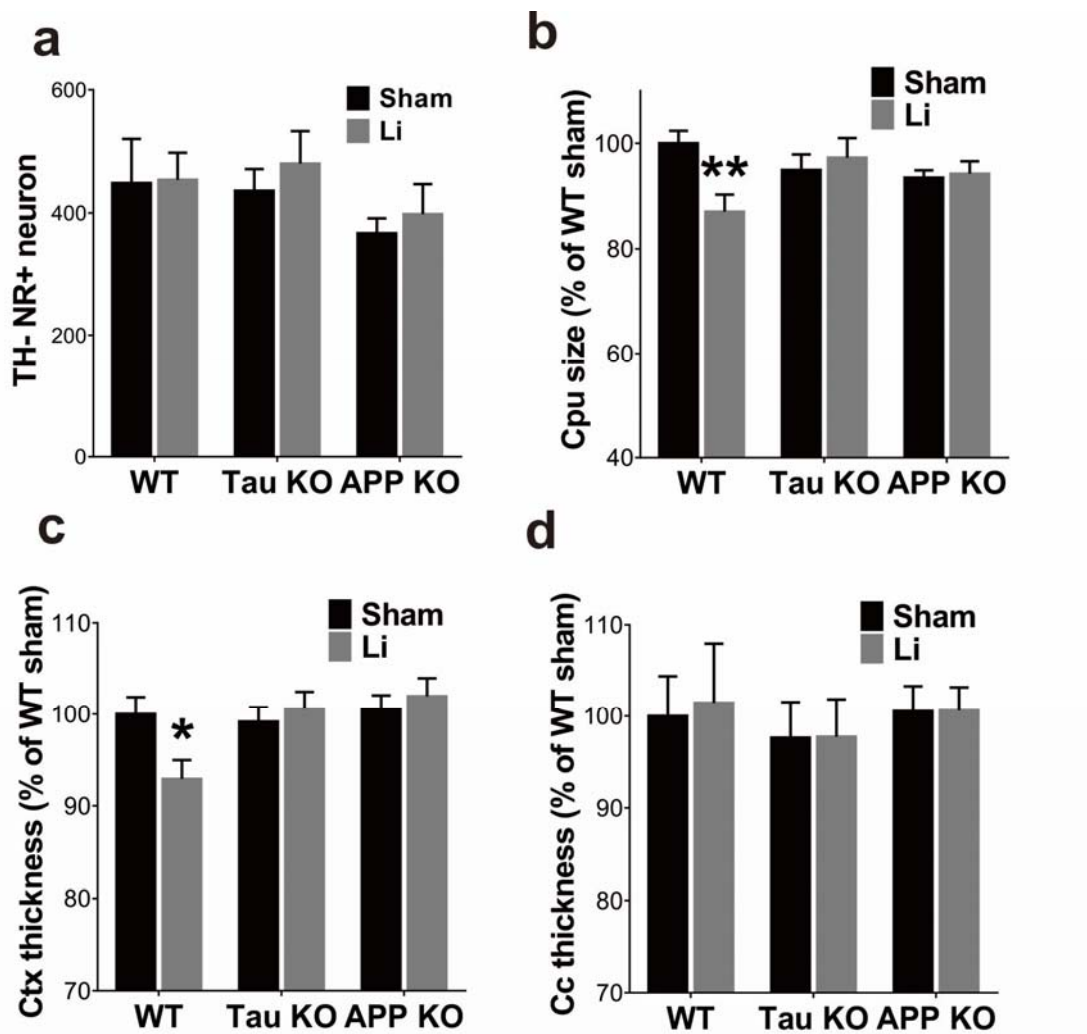 a
Sham
Li
TH- NR+ neuron
600
400
200
0
WT Tau KO APP KO
b
Sham
Li
Cpu size (% of WT sham)
100
80
60
40
**
WT Tau KO APP KO
c
Sham
Li
Ctx thickness (% of WT sham)
110
100
90
80
70
*
WT Tau KO APP KO
d
Sham
Li
Cc thickness (% of WT sham)
110
100
90
80
70
WT Tau KO APP KO